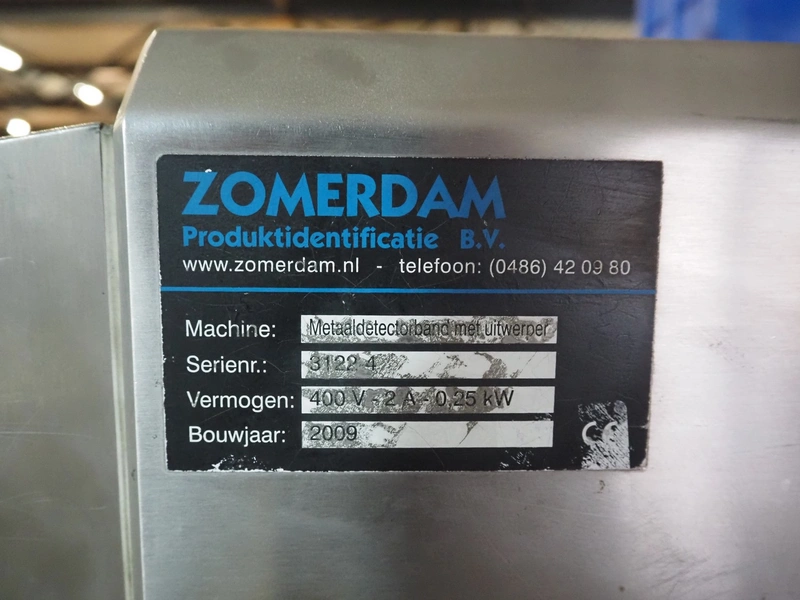 ZOMERDAM
Produktidentificatie B.V.
www.zomerdam.nl - telefoon: (0486) 42 09 80
Machine: Metaaldetectorband met uitwerper
Serienr.: 3122 4
Vermogen: 400 V - 2 A - 0,25 kW
Bouwjaar: 2009
CE